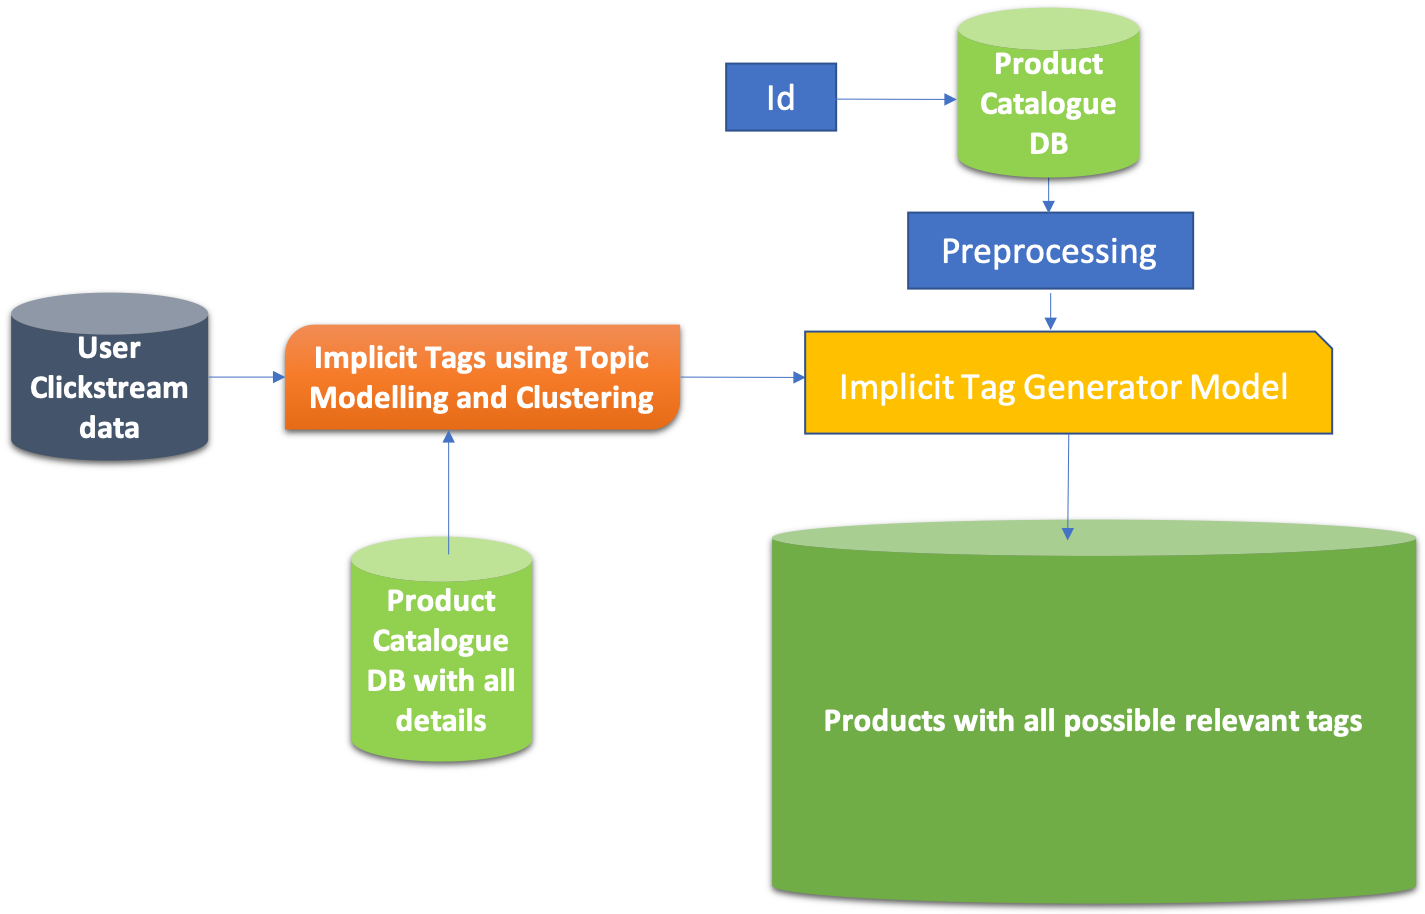 Id
Product
Catalogue
DB
Preprocessing
User
Clickstream
data
Implicit Tags using Topic
Modelling and Clustering
Implicit Tag Generator Model
Product
Catalogue
DB with all
details
Products with all possible relevant tags